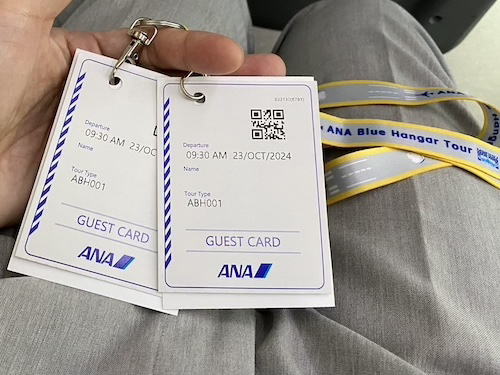 Departure
09:30 AM 23/OC
Name
Tour Type
ABH001
GUEST CARD
ANA
Departure
09:30 AM 23/OCT/2024
Name
Tour Type
ABH001
GUEST CARD
ANA
ANA
ANA Blue Hangar Tour